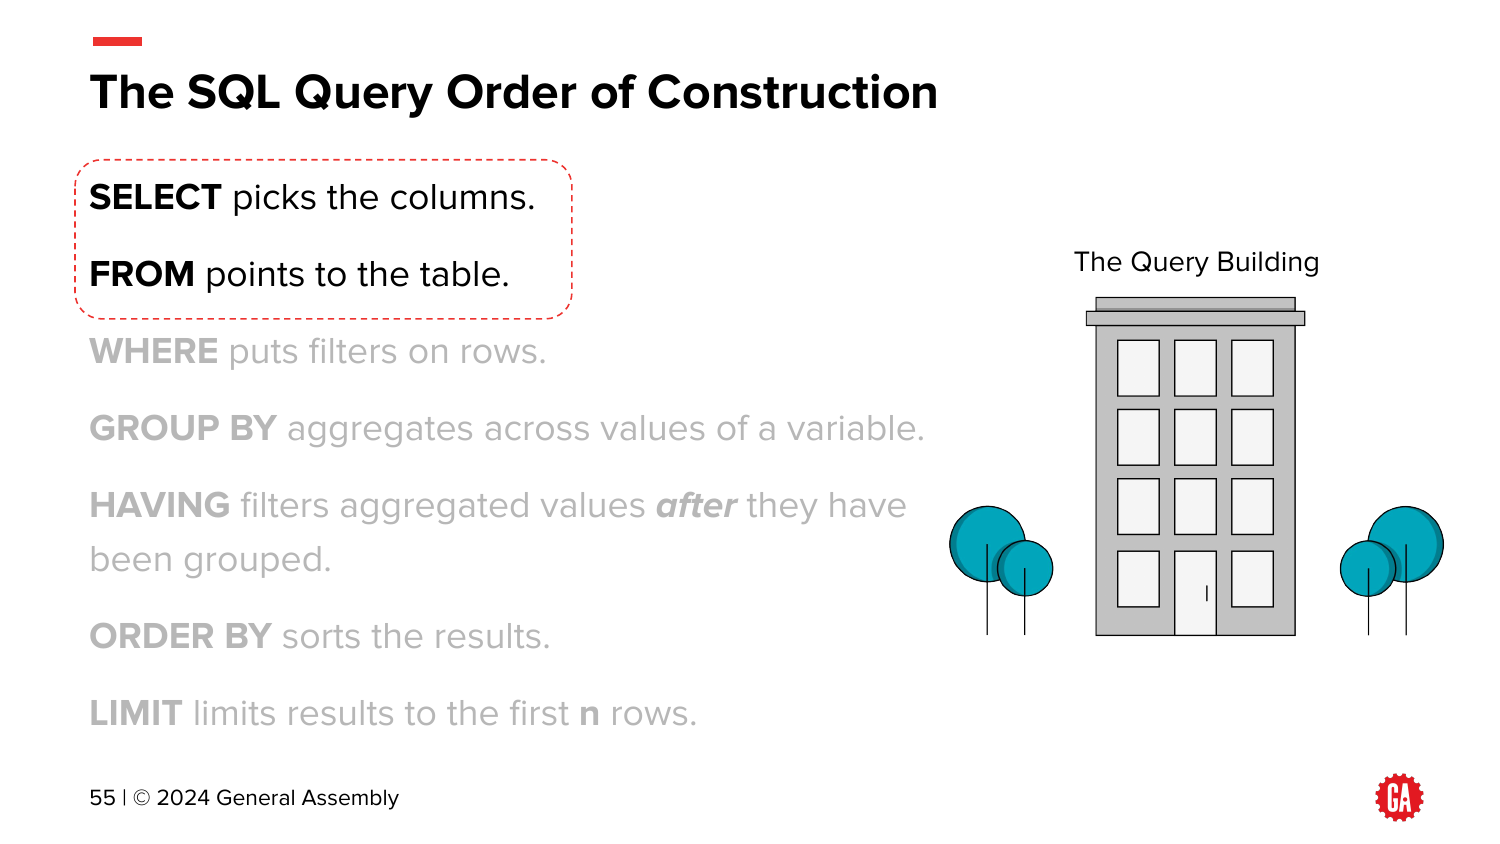 The SQL Query Order of Construction
SELECT picks the columns.
FROM points to the table.
WHERE puts filters on rows.
GROUP BY aggregates across values of a variable.
HAVING filters aggregated values after they have
been grouped.
ORDER BY sorts the results.
LIMIT limits results to the first n rows.
The Query Building
55 | © 2024 General Assembly
GA